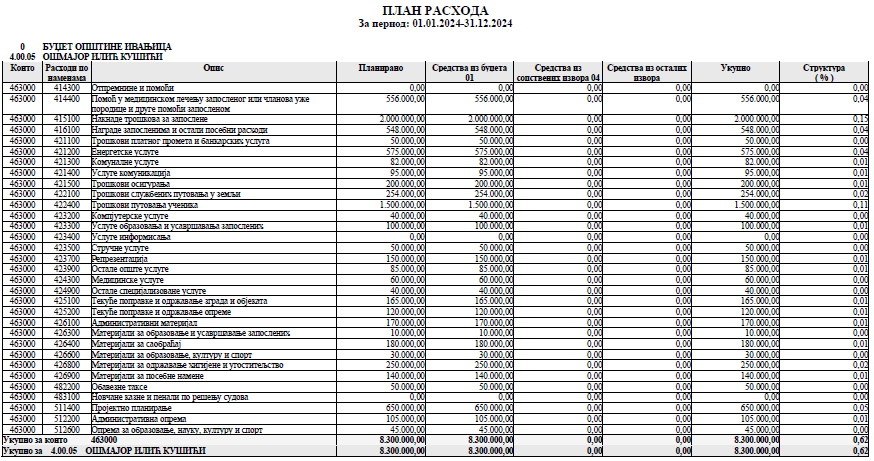 ПЛАН РАСХОДА
За период: 01.01.2024-31.12.2024
0 БУЏЕТ ОПШТИНЕ ИВАЊИЦА
4.00.05 ОШМАЈОР ИЛИЋ КУШИЋИ
Конто Расходи по наменама Опис Планирано Средства из буџета 01 Средства из сопствених извора 04 Средства из осталих извора Укупно Структура ( % )
463000 414300 Отпремнине и помоћи 0,00 0,00 0,00 0,00 0,00 0,00
463000 414400 Помоћ у медицинском лечењу запосленог или чланова уже 556.000,00 556.000,00 0,00 0,00 556.000,00 0,04
породице и друге помоћи запосленом
463000 415100 Накнаде трошкова за запослене 2.000.000,00 2.000.000,00 0,00 0,00 2.000.000,00 0,15
463000 416100 Награде запосленима и остали посебни расходи 548.000,00 548.000,00 0,00 0,00 548.000,00 0,04
463000 421100 Трошкови платног промета и банкарских услуга 50.000,00 50.000,00 0,00 0,00 50.000,00 0,00
463000 421200 Енергетске услуге 575.000,00 575.000,00 0,00 0,00 575.000,00 0,04
463000 421300 Комуналне услуге 82.000,00 82.000,00 0,00 0,00 82.000,00 0,01
463000 421400 Услуге комуникација 95.000,00 95.000,00 0,00 0,00 95.000,00 0,01
463000 421500 Трошкови осигурања 200.000,00 200.000,00 0,00 0,00 200.000,00 0,01
463000 422100 Трошкови службених путовања у земљи 254.000,00 254.000,00 0,00 0,00 254.000,00 0,02
463000 422400 Трошкови путовања ученика 1.500.000,00 1.500.000,00 0,00 0,00 1.500.000,00 0,11
463000 423200 Компјутерске услуге 40.000,00 40.000,00 0,00 0,00 40.000,00 0,00
463000 423300 Услуге образовања и усавршавања запослених 100.000,00 100.000,00 0,00 0,00 100.000,00 0,01
463000 423400 Услуге информисања 0,00 0,00 0,00 0,00 0,00 0,00
463000 423500 Стручне услуге 50.000,00 50.000,00 0,00 0,00 50.000,00 0,00
463000 423700 Репрезентација 150.000,00 150.000,00 0,00 0,00 150.000,00 0,01
463000 423900 Остале опште услуге 85.000,00 85.000,00 0,00 0,00 85.000,00 0,01
463000 424300 Медицинске услуге 60.000,00 60.000,00 0,00 0,00 60.000,00 0,00
463000 424900 Остале специјализоване услуге 40.000,00 40.000,00 0,00 0,00 40.000,00 0,00
463000 425100 Текуће поправке и одржавање зграда и објеката 165.000,00 165.000,00 0,00 0,00 165.000,00 0,01
463000 425200 Текуће поправке и одржавање опреме 120.000,00 120.000,00 0,00 0,00 120.000,00 0,01
463000 426100 Административни материјал 170.000,00 170.000,00 0,00 0,00 170.000,00 0,01
463000 426300 Материјали за образовање и усавршавање запослених 10.000,00 10.000,00 0,00 0,00 10.000,00 0,00
463000 426400 Материјали за саобраћај 180.000,00 180.000,00 0,00 0,00 180.000,00 0,01
463000 426600 Материјали за образовање, културу и спорт 30.000,00 30.000,00 0,00 0,00 30.000,00 0,00
463000 426800 Материјали за одржавање хигијене и угоститељство 250.000,00 250.000,00 0,00 0,00 250.000,00 0,02
463000 426900 Материјали за посебне намене 140.000,00 140.000,00 0,00 0,00 140.000,00 0,01
463000 482200 Обавезне таксе 50.000,00 50.000,00 0,00 0,00 50.000,00 0,00
463000 483100 Новчане казне и пенали по решењу судова 0,00 0,00 0,00 0,00 0,00 0,00
463000 511400 Пројектно планирање 650.000,00 650.000,00 0,00 0,00 650.000,00 0,05
463000 512200 Административна опрема 105.000,00 105.000,00 0,00 0,00 105.000,00 0,01
463000 512600 Опрема за образовање, науку, културу и спорт 45.000,00 45.000,00 0,00 0,00 45.000,00 0,00
Укупно за конто 463000 8.300.000,00 8.300.000,00 0,00 0,00 8.300.000,00 0,62
Укупно за 4.00.05 ОШМАЈОР ИЛИЋ КУШИЋИ 8.300.000,00 8.300.000,00 0,00 0,00 8.300.000,00 0,62